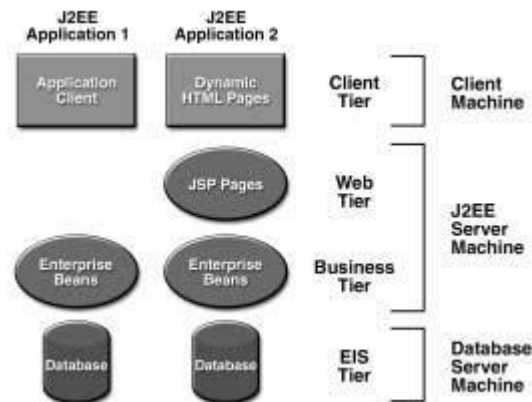 J2EE
Application 1
J2EE
Application 2
Application
Client
Dynamic
HTML Pages
Client
Tier
Client
Machine
JSP Pages
Web
Tier
J2EE
Server
Machine
Enterprise
Beans
Enterprise
Beans
Business
Tier
Database
Database
EIS
Tier
Database
Server
Machine